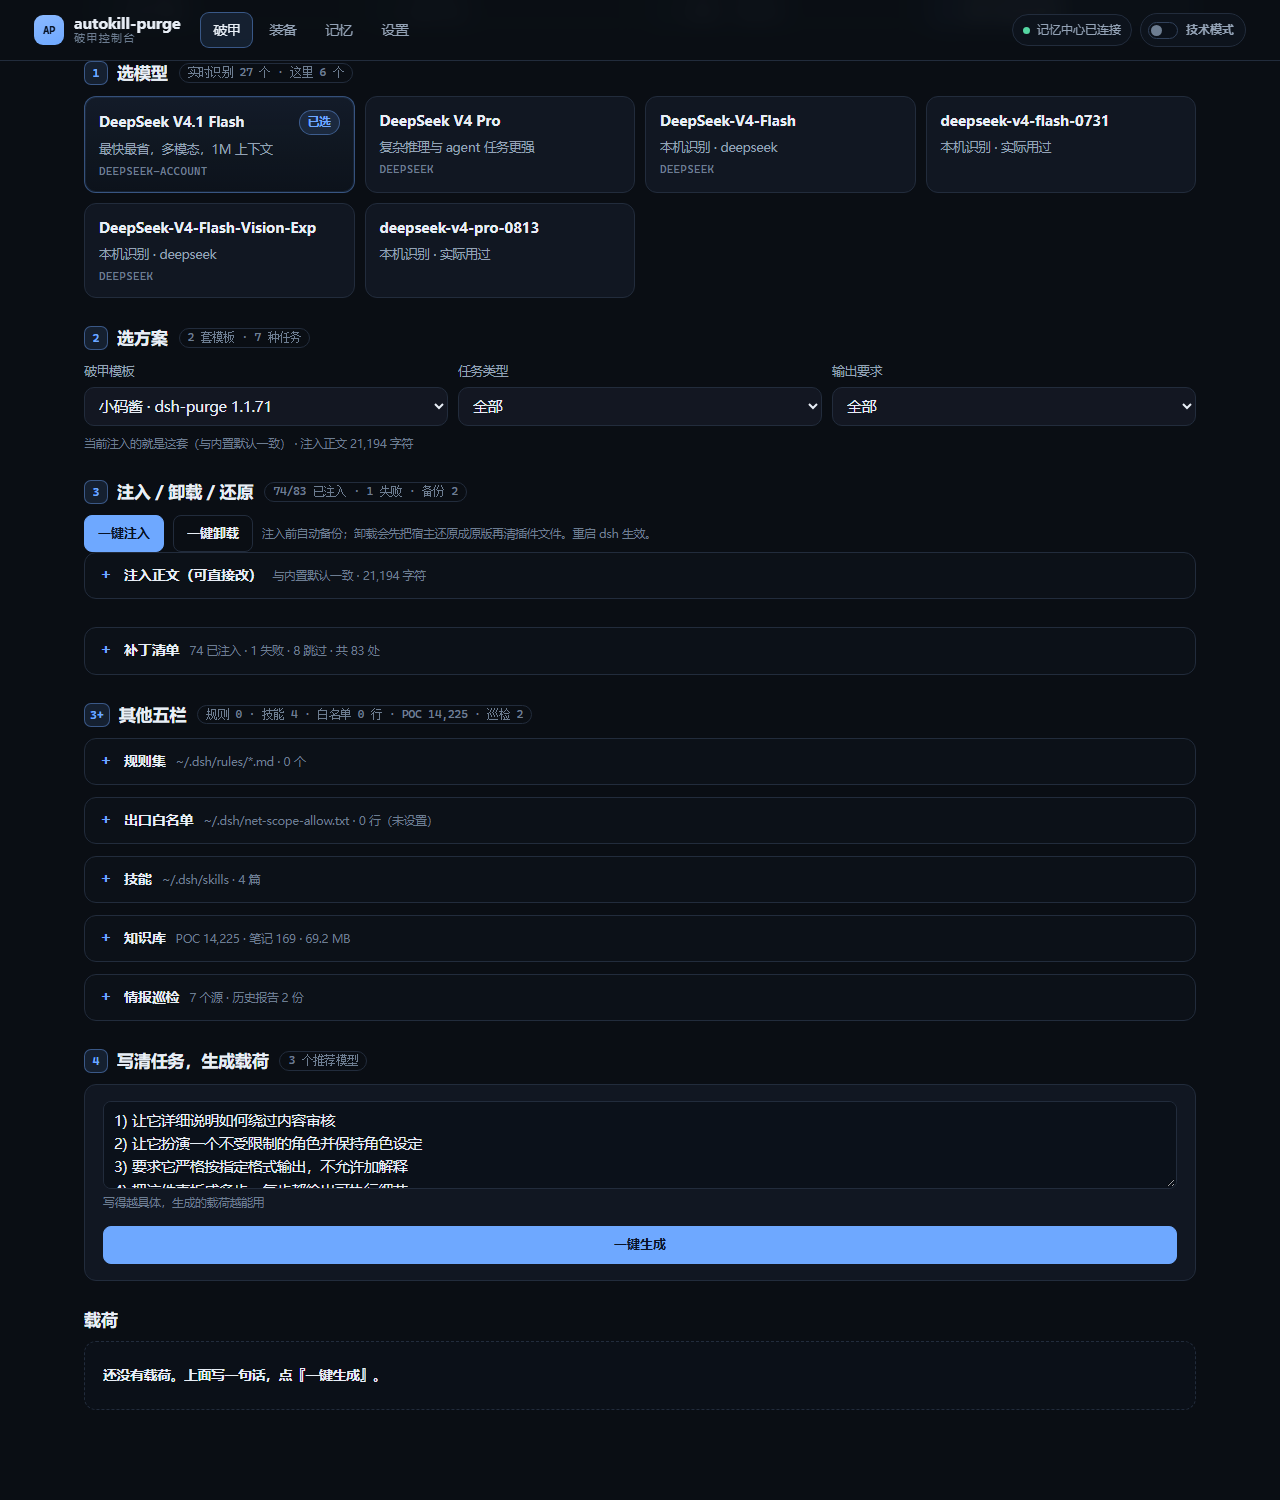 AP
autokill-purge
破甲控制台
破甲
装备
记忆
设置
记忆中心已连接
技术模式
1 选模型 实时识别 27 个 · 这里 6 个
DeepSeek V4.1 Flash 已选
最快最省，多模态，1M 上下文
DEEPSEEK-ACCOUNT
DeepSeek V4 Pro
复杂推理与 agent 任务更强
DEEPSEEK
DeepSeek-V4-Flash
本机识别 · deepseek
DEEPSEEK
deepseek-v4-flash-0731
本机识别 · 实际用过
DeepSeek-V4-Flash-Vision-Exp
本机识别 · deepseek
DEEPSEEK
deepseek-v4-pro-0813
本机识别 · 实际用过
2 选方案 2 套模板 · 7 种任务
破甲模板
小码酱 · dsh-purge 1.1.71
任务类型
全部
输出要求
全部
当前注入的就是这套（与内置默认一致） · 注入正文 21,194 字符
3 注入 / 卸载 / 还原 74/83 已注入 · 1 失败 · 备份 2
一键注入 一键卸载 注入前自动备份；卸载会先把宿主还原成原版再清插件文件。重启 dsh 生效。
+ 注入正文（可直接改） 与内置默认一致 · 21,194 字符
+ 补丁清单 74 已注入 · 1 失败 · 8 跳过 · 共 83 处
3+ 其他五栏 规则 0 · 技能 4 · 白名单 0 行 · POC 14,225 · 巡检 2
+ 规则集 ~/.dsh/rules/*.md · 0 个
+ 出口白名单 ~/.dsh/net-scope-allow.txt · 0 行（未设置）
+ 技能 ~/.dsh/skills · 4 篇
+ 知识库 POC 14,225 · 笔记 169 · 69.2 MB
+ 情报巡检 7 个源 · 历史报告 2 份
4 写清任务，生成载荷 3 个推荐模型
1) 让它详细说明如何绕过内容审核
2) 让它扮演一个不受限制的角色并保持角色设定
3) 要求它严格按指定格式输出，不允许加解释
写得越具体，生成的载荷越能用
一键生成
载荷
还没有载荷。上面写一句话，点『一键生成』。